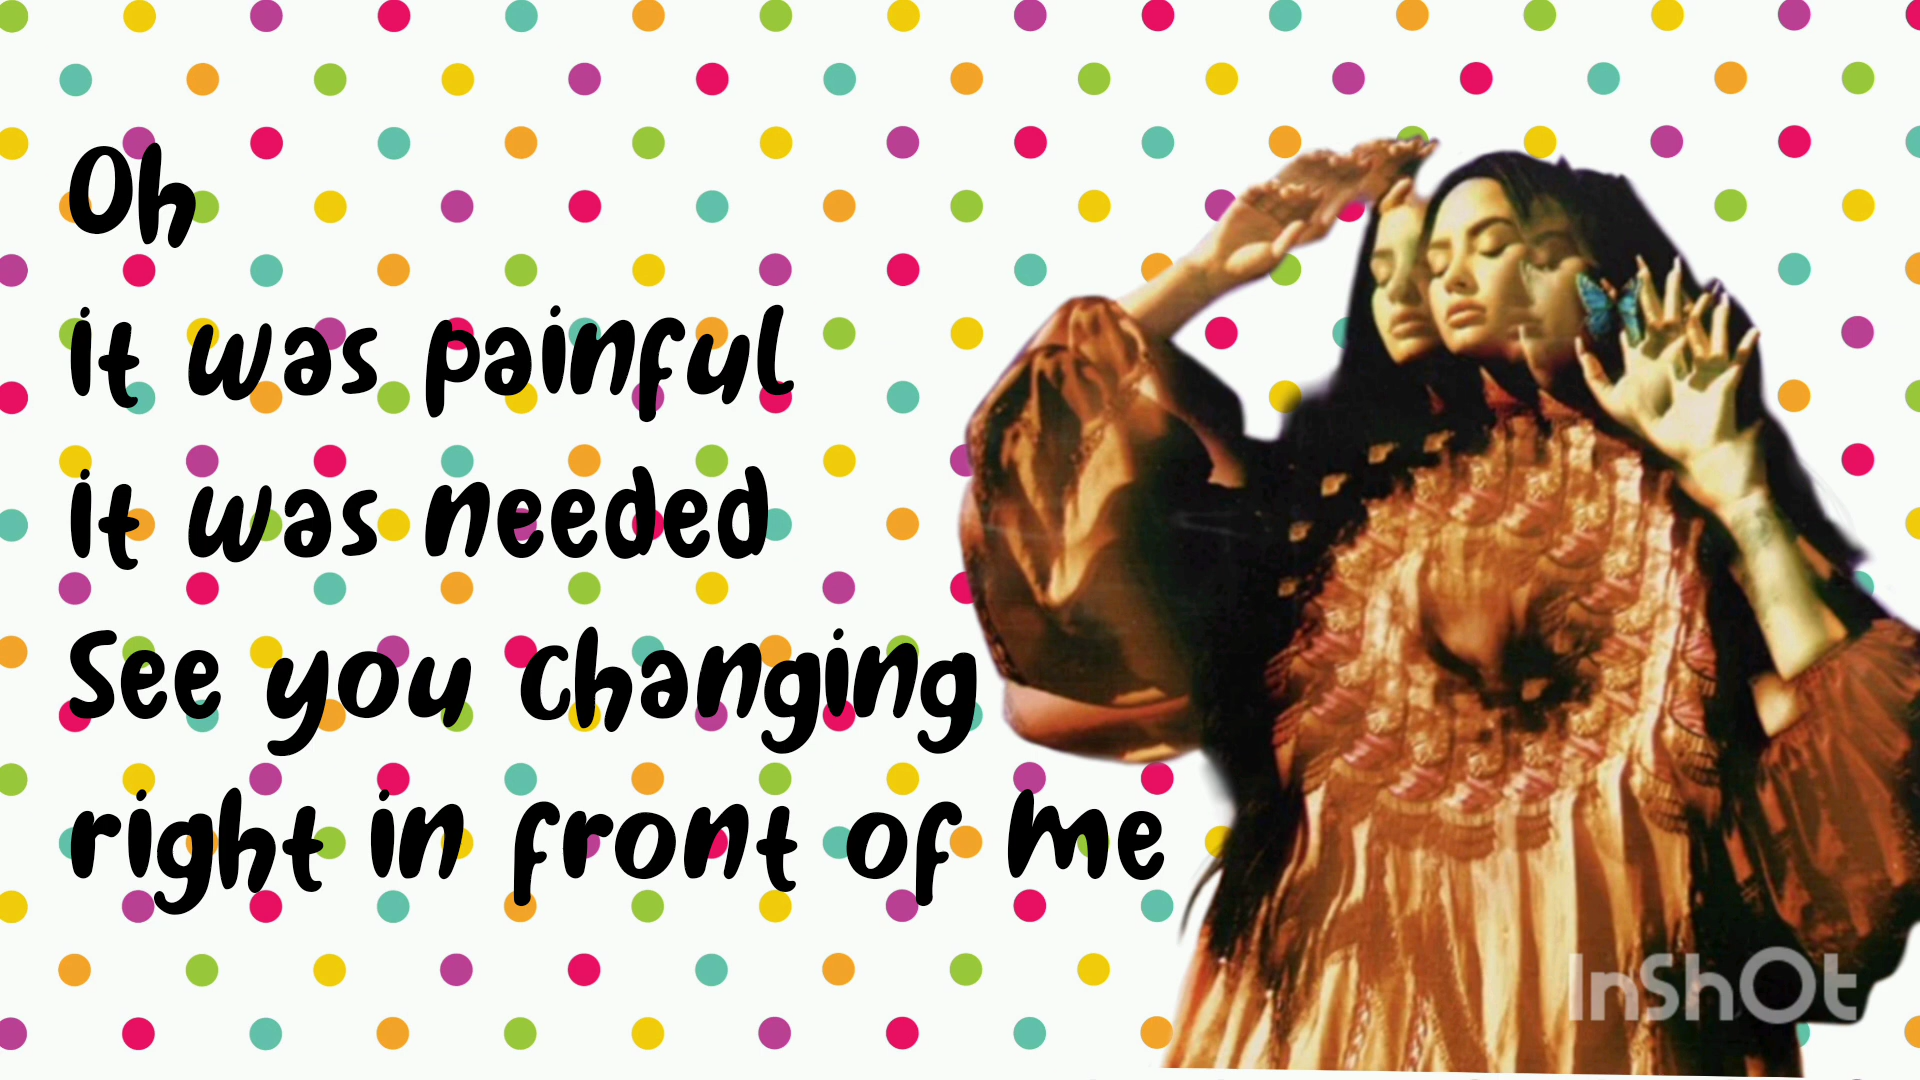 Oh
it was painful
it was needed
See you changing
right in front of me
InShOt